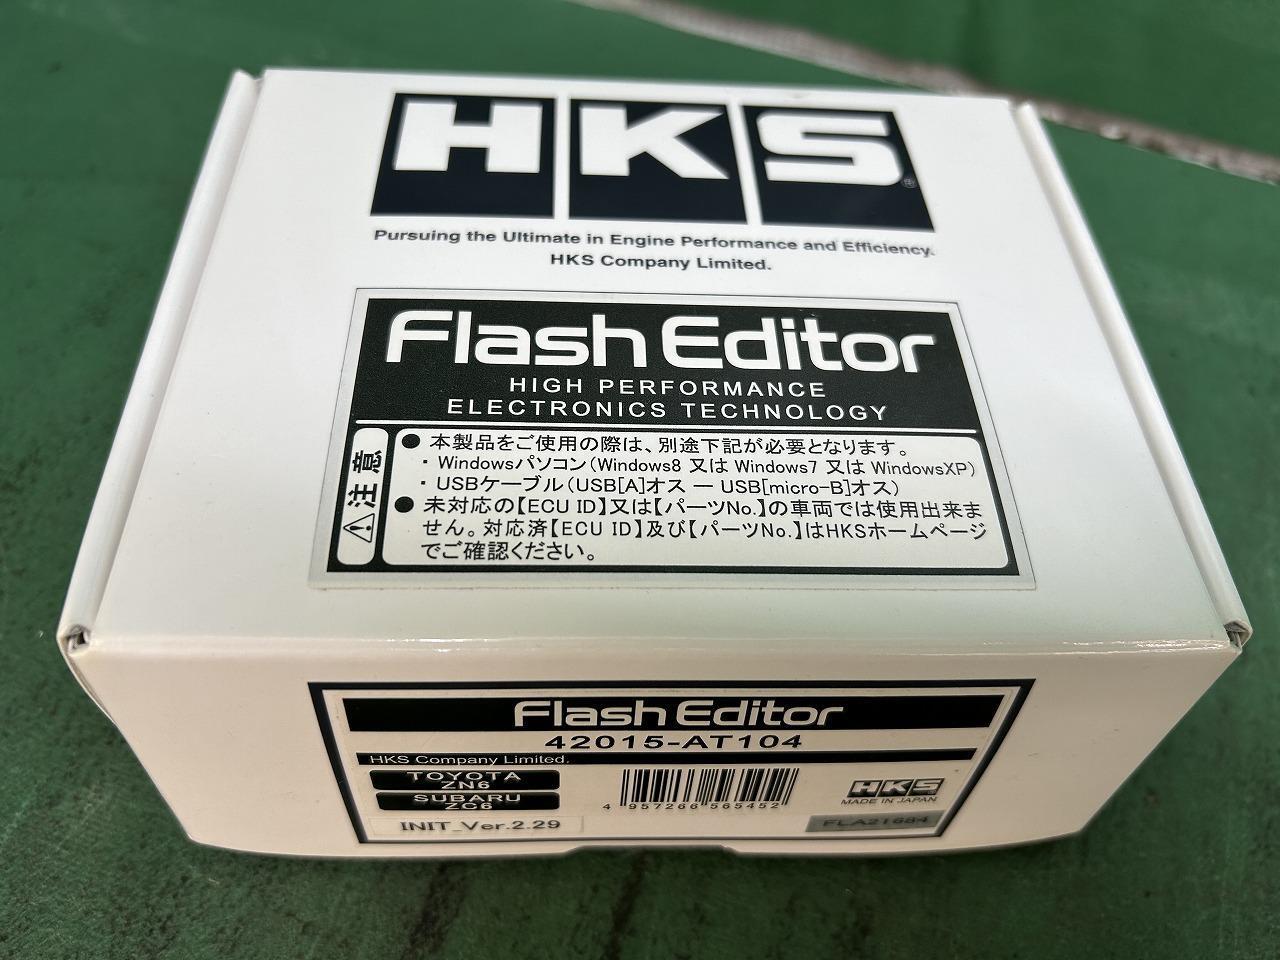 HKS®
Pursuing the Ultimate in Engine Performance and Efficiency.
HKS Company Limited.
Flash Editor
HIGH PERFORMANCE
ELECTRONICS TECHNOLOGY
注意
● 本製品をご使用の際は、別途下記が必要となります。
・Windowsパソコン(Windows8 又は Windows7 又は WindowsXP)
・USBケーブル(USB[A]オス ー USB[micro-B]オス)
● 未対応の【ECU ID】又は【パーツNo.】の車両では使用出来ま
せん。対応済【ECU ID】及び【パーツNo.】はHKSホームページ
でご確認ください。
Flash Editor
42015-AT104
HKS Company Limited.
TOYOTA
ZN6
SUBARU
ZC6
INIT_Ver.2.29
4 957266 565452
HKS
MADE IN JAPAN
FLA21684